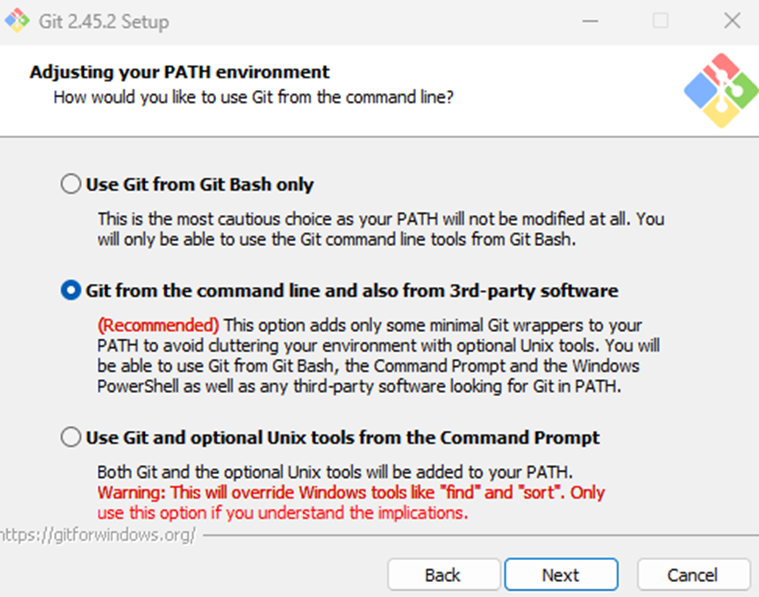 Git 2.45.2 Setup
Adjusting your PATH environment
How would you like to use Git from the command line?
Use Git from Git Bash only
This is the most cautious choice as your PATH will not be modified at all. You
will only be able to use the Git command line tools from Git Bash.
Git from the command line and also from 3rd-party software
(Recommended) This option adds only some minimal Git wrappers to your
PATH to avoid cluttering your environment with optional Unix tools. You will
be able to use Git from Git Bash, the Command Prompt and the Windows
PowerShell as well as any third-party software looking for Git in PATH.
Use Git and optional Unix tools from the Command Prompt
Both Git and the optional Unix tools will be added to your PATH.
Warning: This will override Windows tools like "find" and "sort". Only
use this option if you understand the implications.
https://gitforwindows.org/
Back Next Cancel